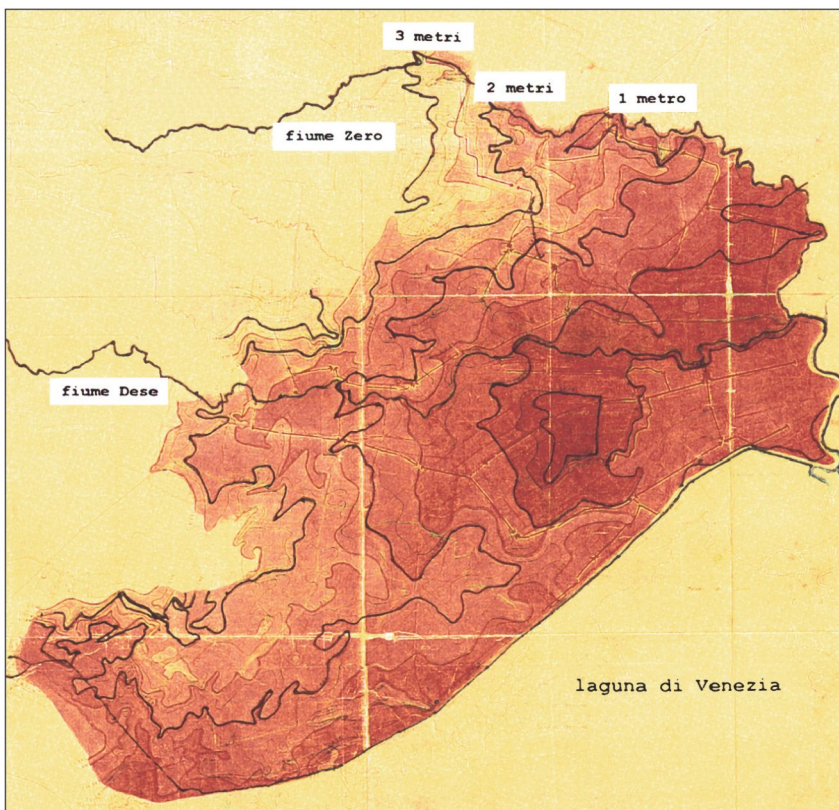 3 metri
2 metri
1 metro
fiume Zero
fiume Dese
laguna di Venezia